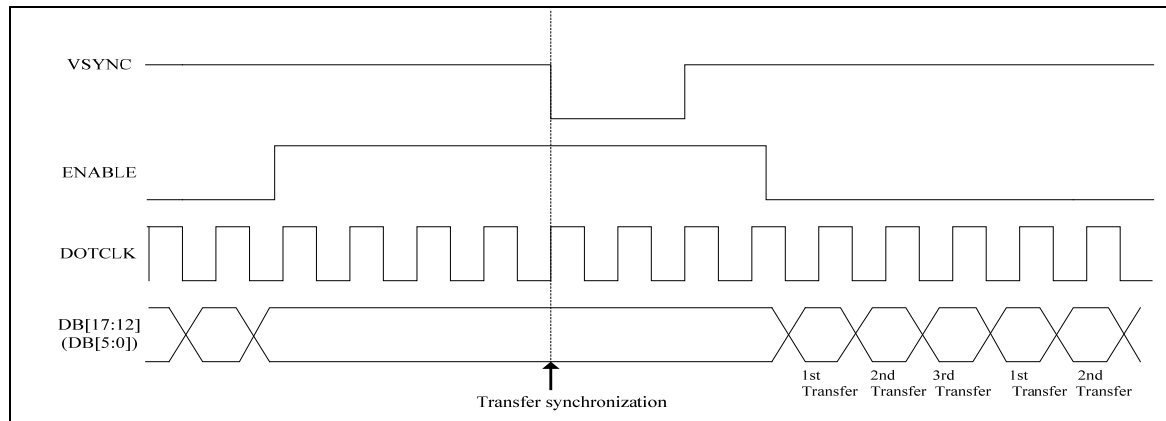 VSYNC
ENABLE
DOTCLK
DB[17:12]
(DB[5:0])
1st Transfer
2nd Transfer
3rd Transfer
1st Transfer
2nd Transfer
Transfer synchronization